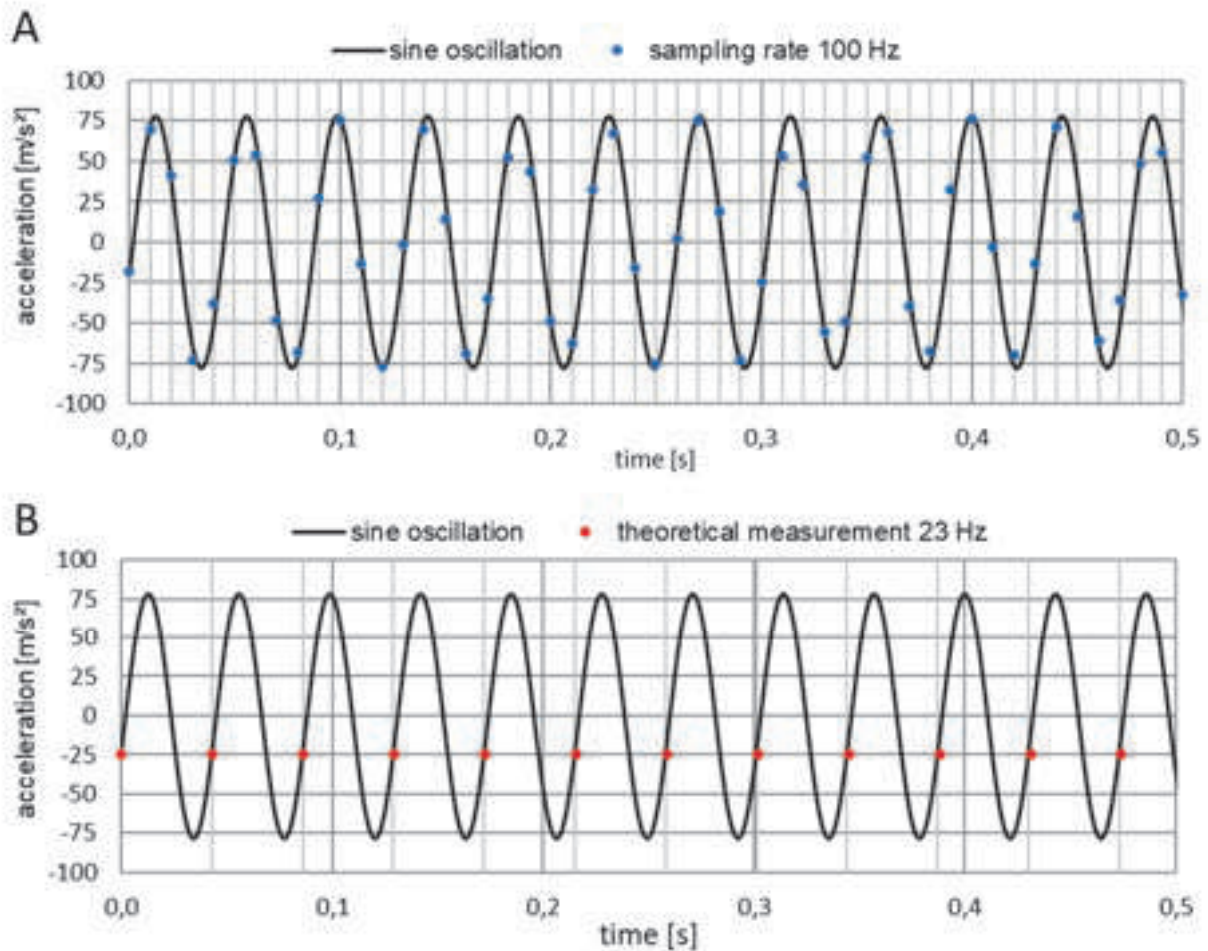 A
sine oscillation sampling rate 100 Hz
acceleration [m/s²]
100
75
50
25
0
-25
-50
-75
-100
0,0 0,1 0,2 0,3 0,4 0,5
time [s]
B
sine oscillation theoretical measurement 23 Hz
acceleration [m/s²]
100
75
50
25
0
-25
-50
-75
-100
0,0 0,1 0,2 0,3 0,4 0,5
time [s]